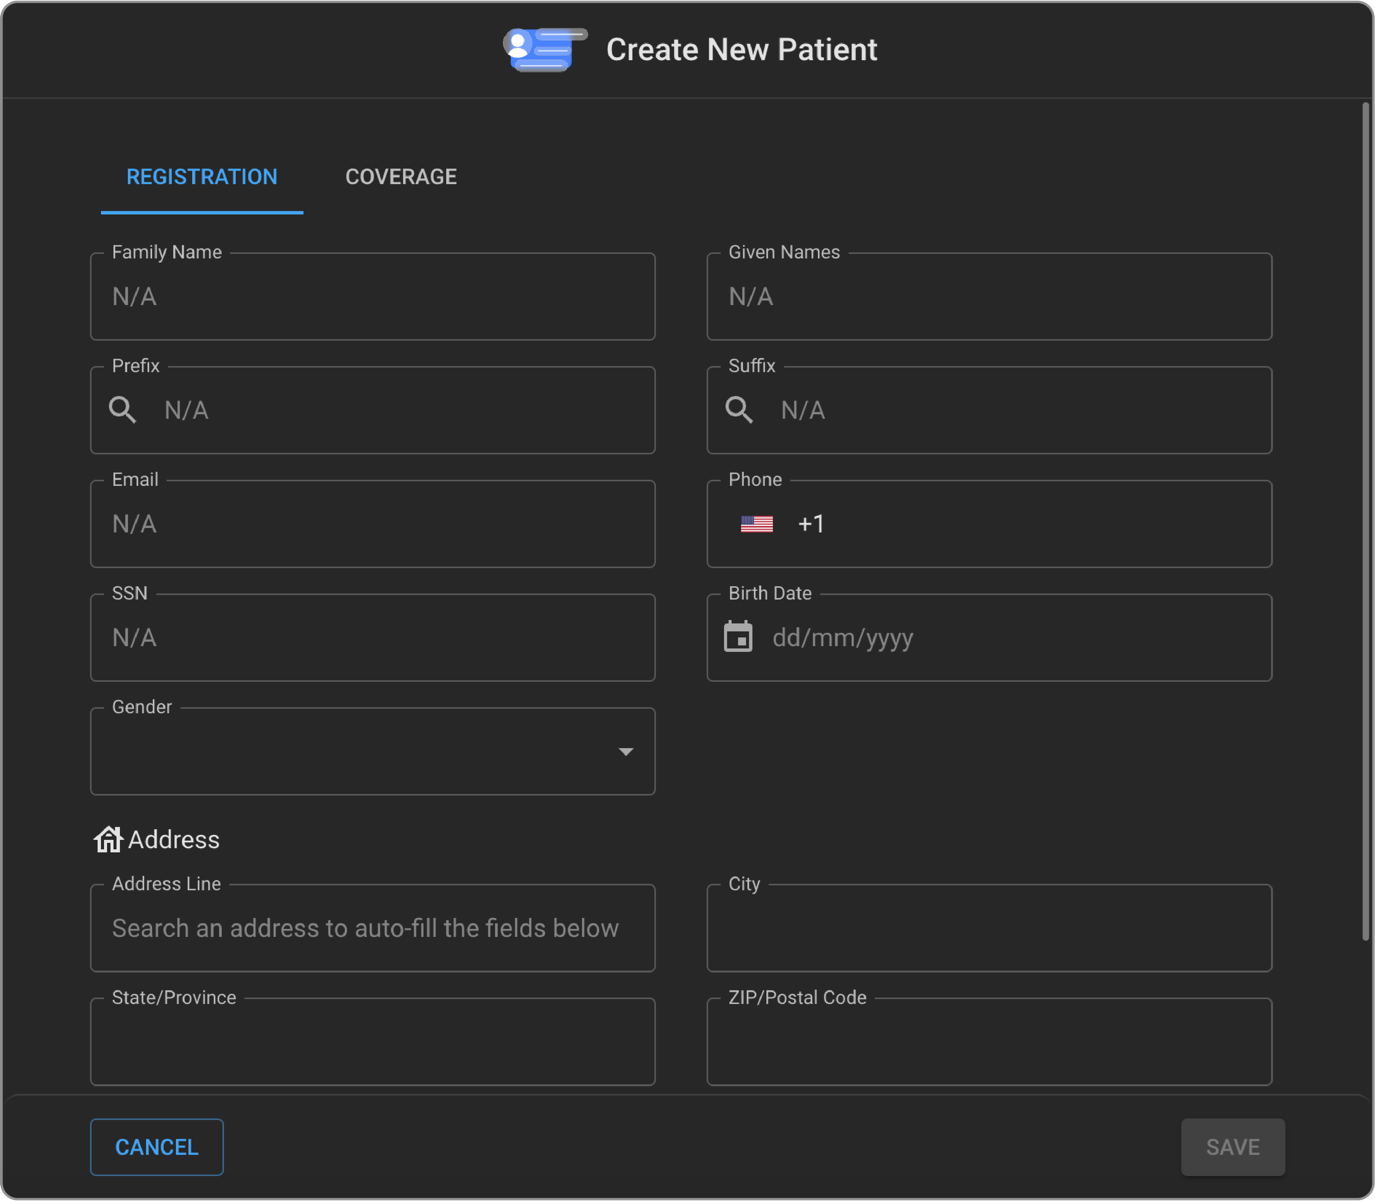 Create New Patient
REGISTRATION COVERAGE
Family Name Given Names
N/A N/A
Prefix Suffix
N/A N/A
Email Phone
N/A +1
SSN Birth Date
N/A dd/mm/yyyy
Gender
Address
Address Line City
Search an address to auto-fill the fields below
State/Province ZIP/Postal Code
CANCEL SAVE